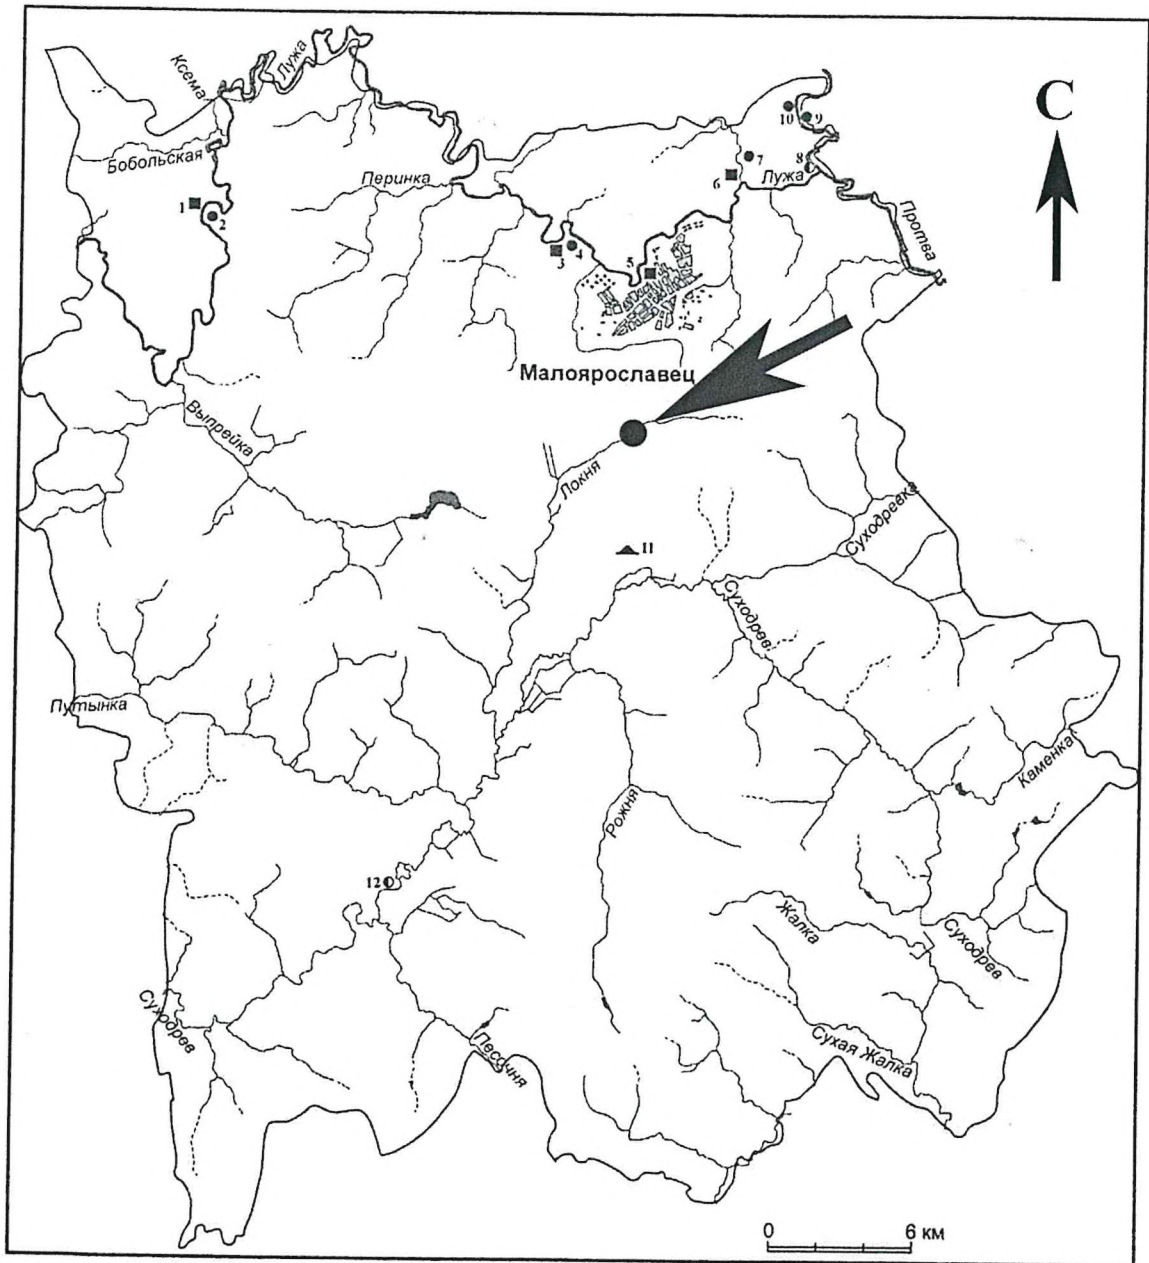 Ксема
Лужа
С
10
9
Бобольская
7
8
Перинка
6
Лужа
1
2
Протва
3
4
5
Малоярославец
Выпрейка
Локня
Суходревка
11
Суходрев
Путынка
Каменка
Рожня
12
Жалка
Суходрев
Суходрев
Песочня
Сухая Жалка
0
6 км